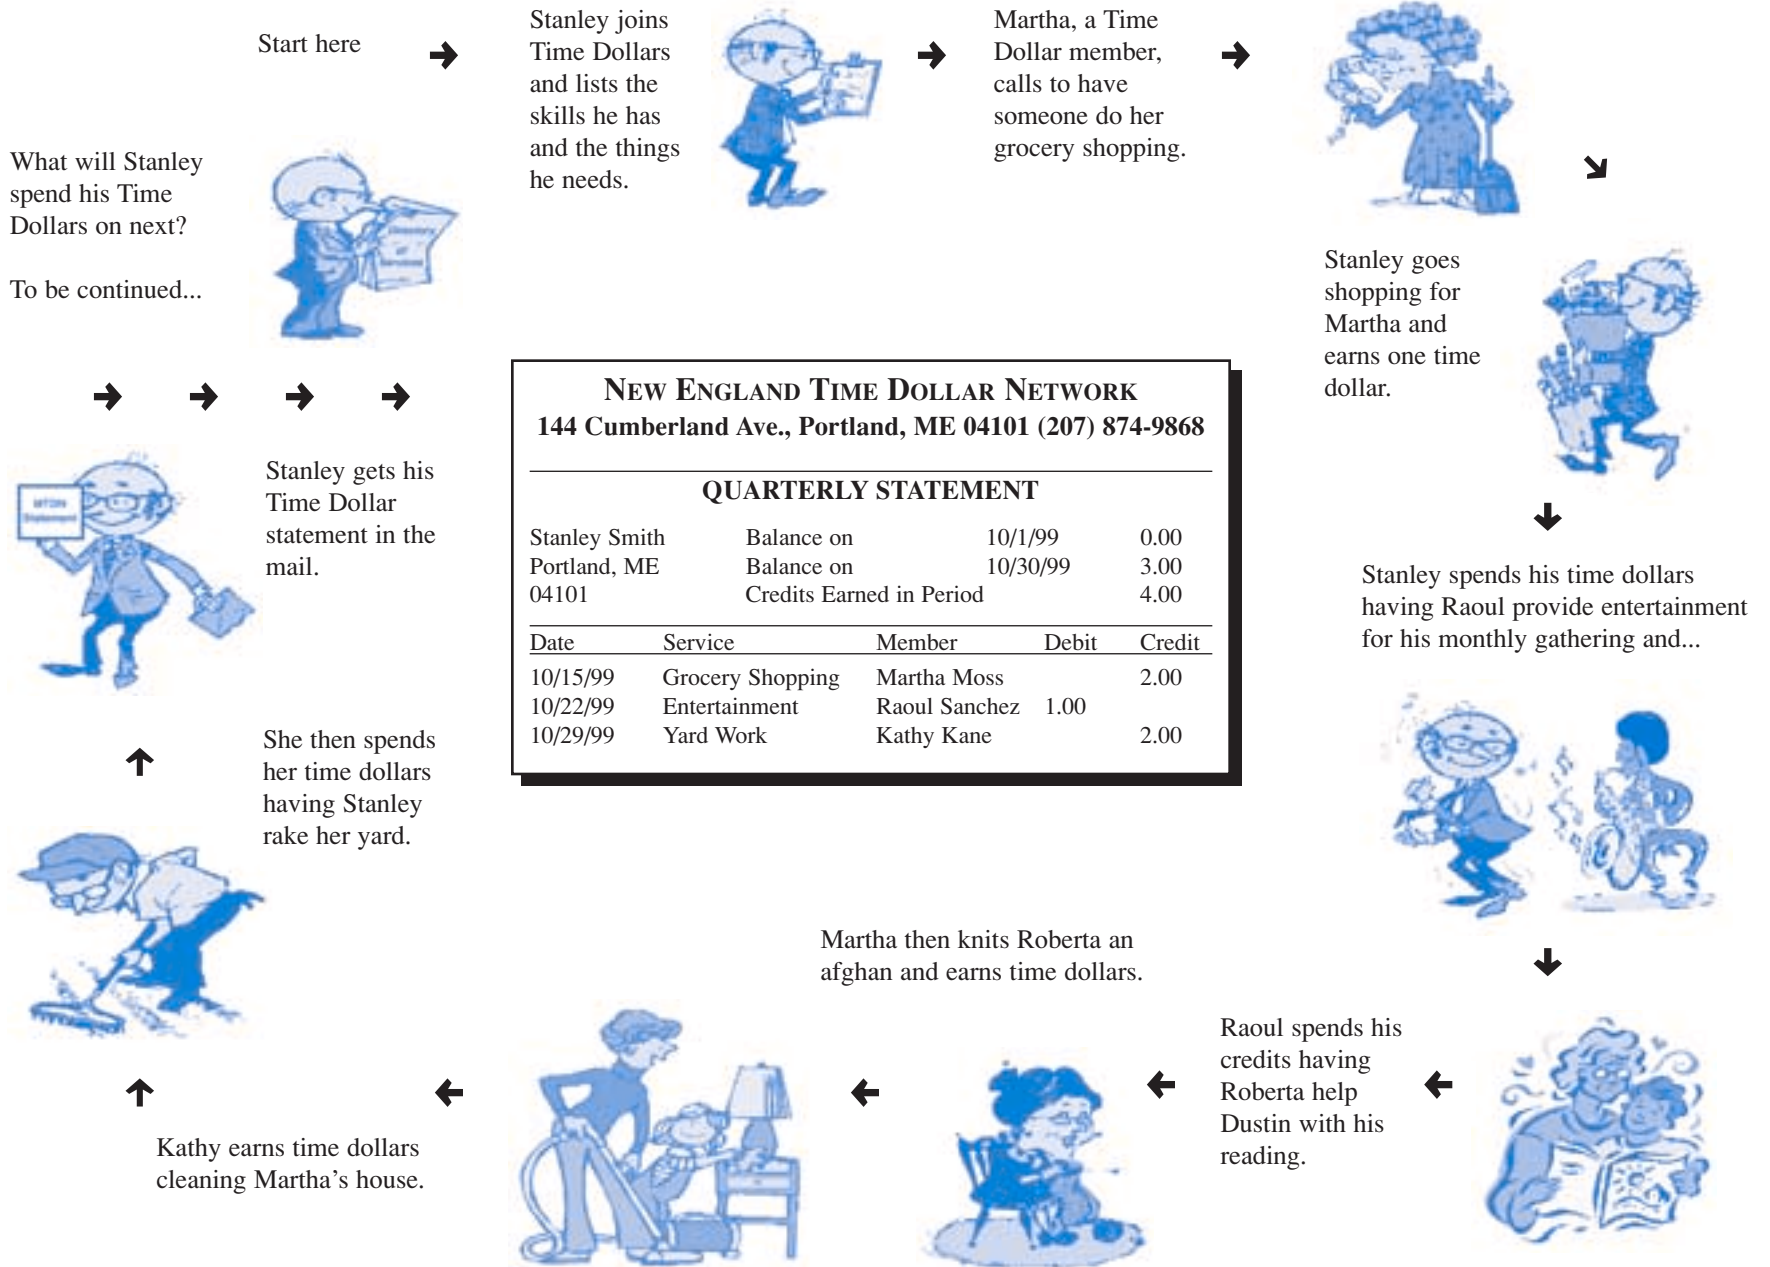 Start here
Stanley joins
Time Dollars
and lists the
skills he has
and the things
he needs.
Martha, a Time
Dollar member,
calls to have
someone do her
grocery shopping.
Stanley goes
shopping for
Martha and
earns one time
dollar.
Stanley spends his time dollars
having Raoul provide entertainment
for his monthly gathering and...
Raoul spends his
credits having
Roberta help
Dustin with his
reading.
Martha then knits Roberta an
afghan and earns time dollars.
Kathy earns time dollars
cleaning Martha’s house.
She then spends
her time dollars
having Stanley
rake her yard.
Stanley gets his
Time Dollar
statement in the
mail.
Statement
What will Stanley
spend his Time
Dollars on next?
To be continued...
Directory
of
Services
NEW ENGLAND TIME DOLLAR NETWORK
144 Cumberland Ave., Portland, ME 04101 (207) 874-9868
QUARTERLY STATEMENT
Stanley Smith Balance on 10/1/99 0.00
Portland, ME Balance on 10/30/99 3.00
04101 Credits Earned in Period 4.00
Date Service Member Debit Credit
10/15/99 Grocery Shopping Martha Moss 2.00
10/22/99 Entertainment Raoul Sanchez 1.00
10/29/99 Yard Work Kathy Kane 2.00